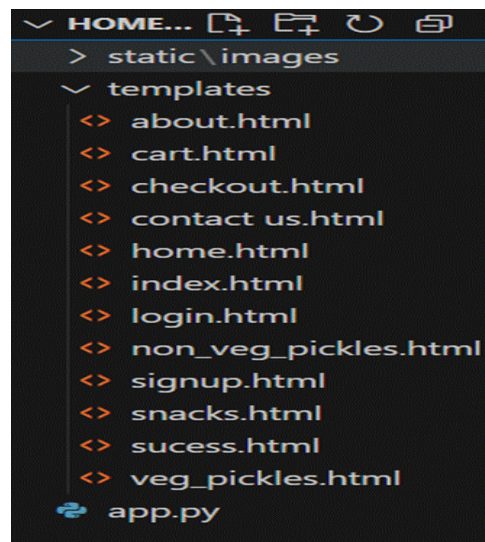 HOME...
static\images
templates
about.html
cart.html
checkout.html
contact us.html
home.html
index.html
login.html
non_veg_pickles.html
signup.html
snacks.html
sucess.html
veg_pickles.html
app.py